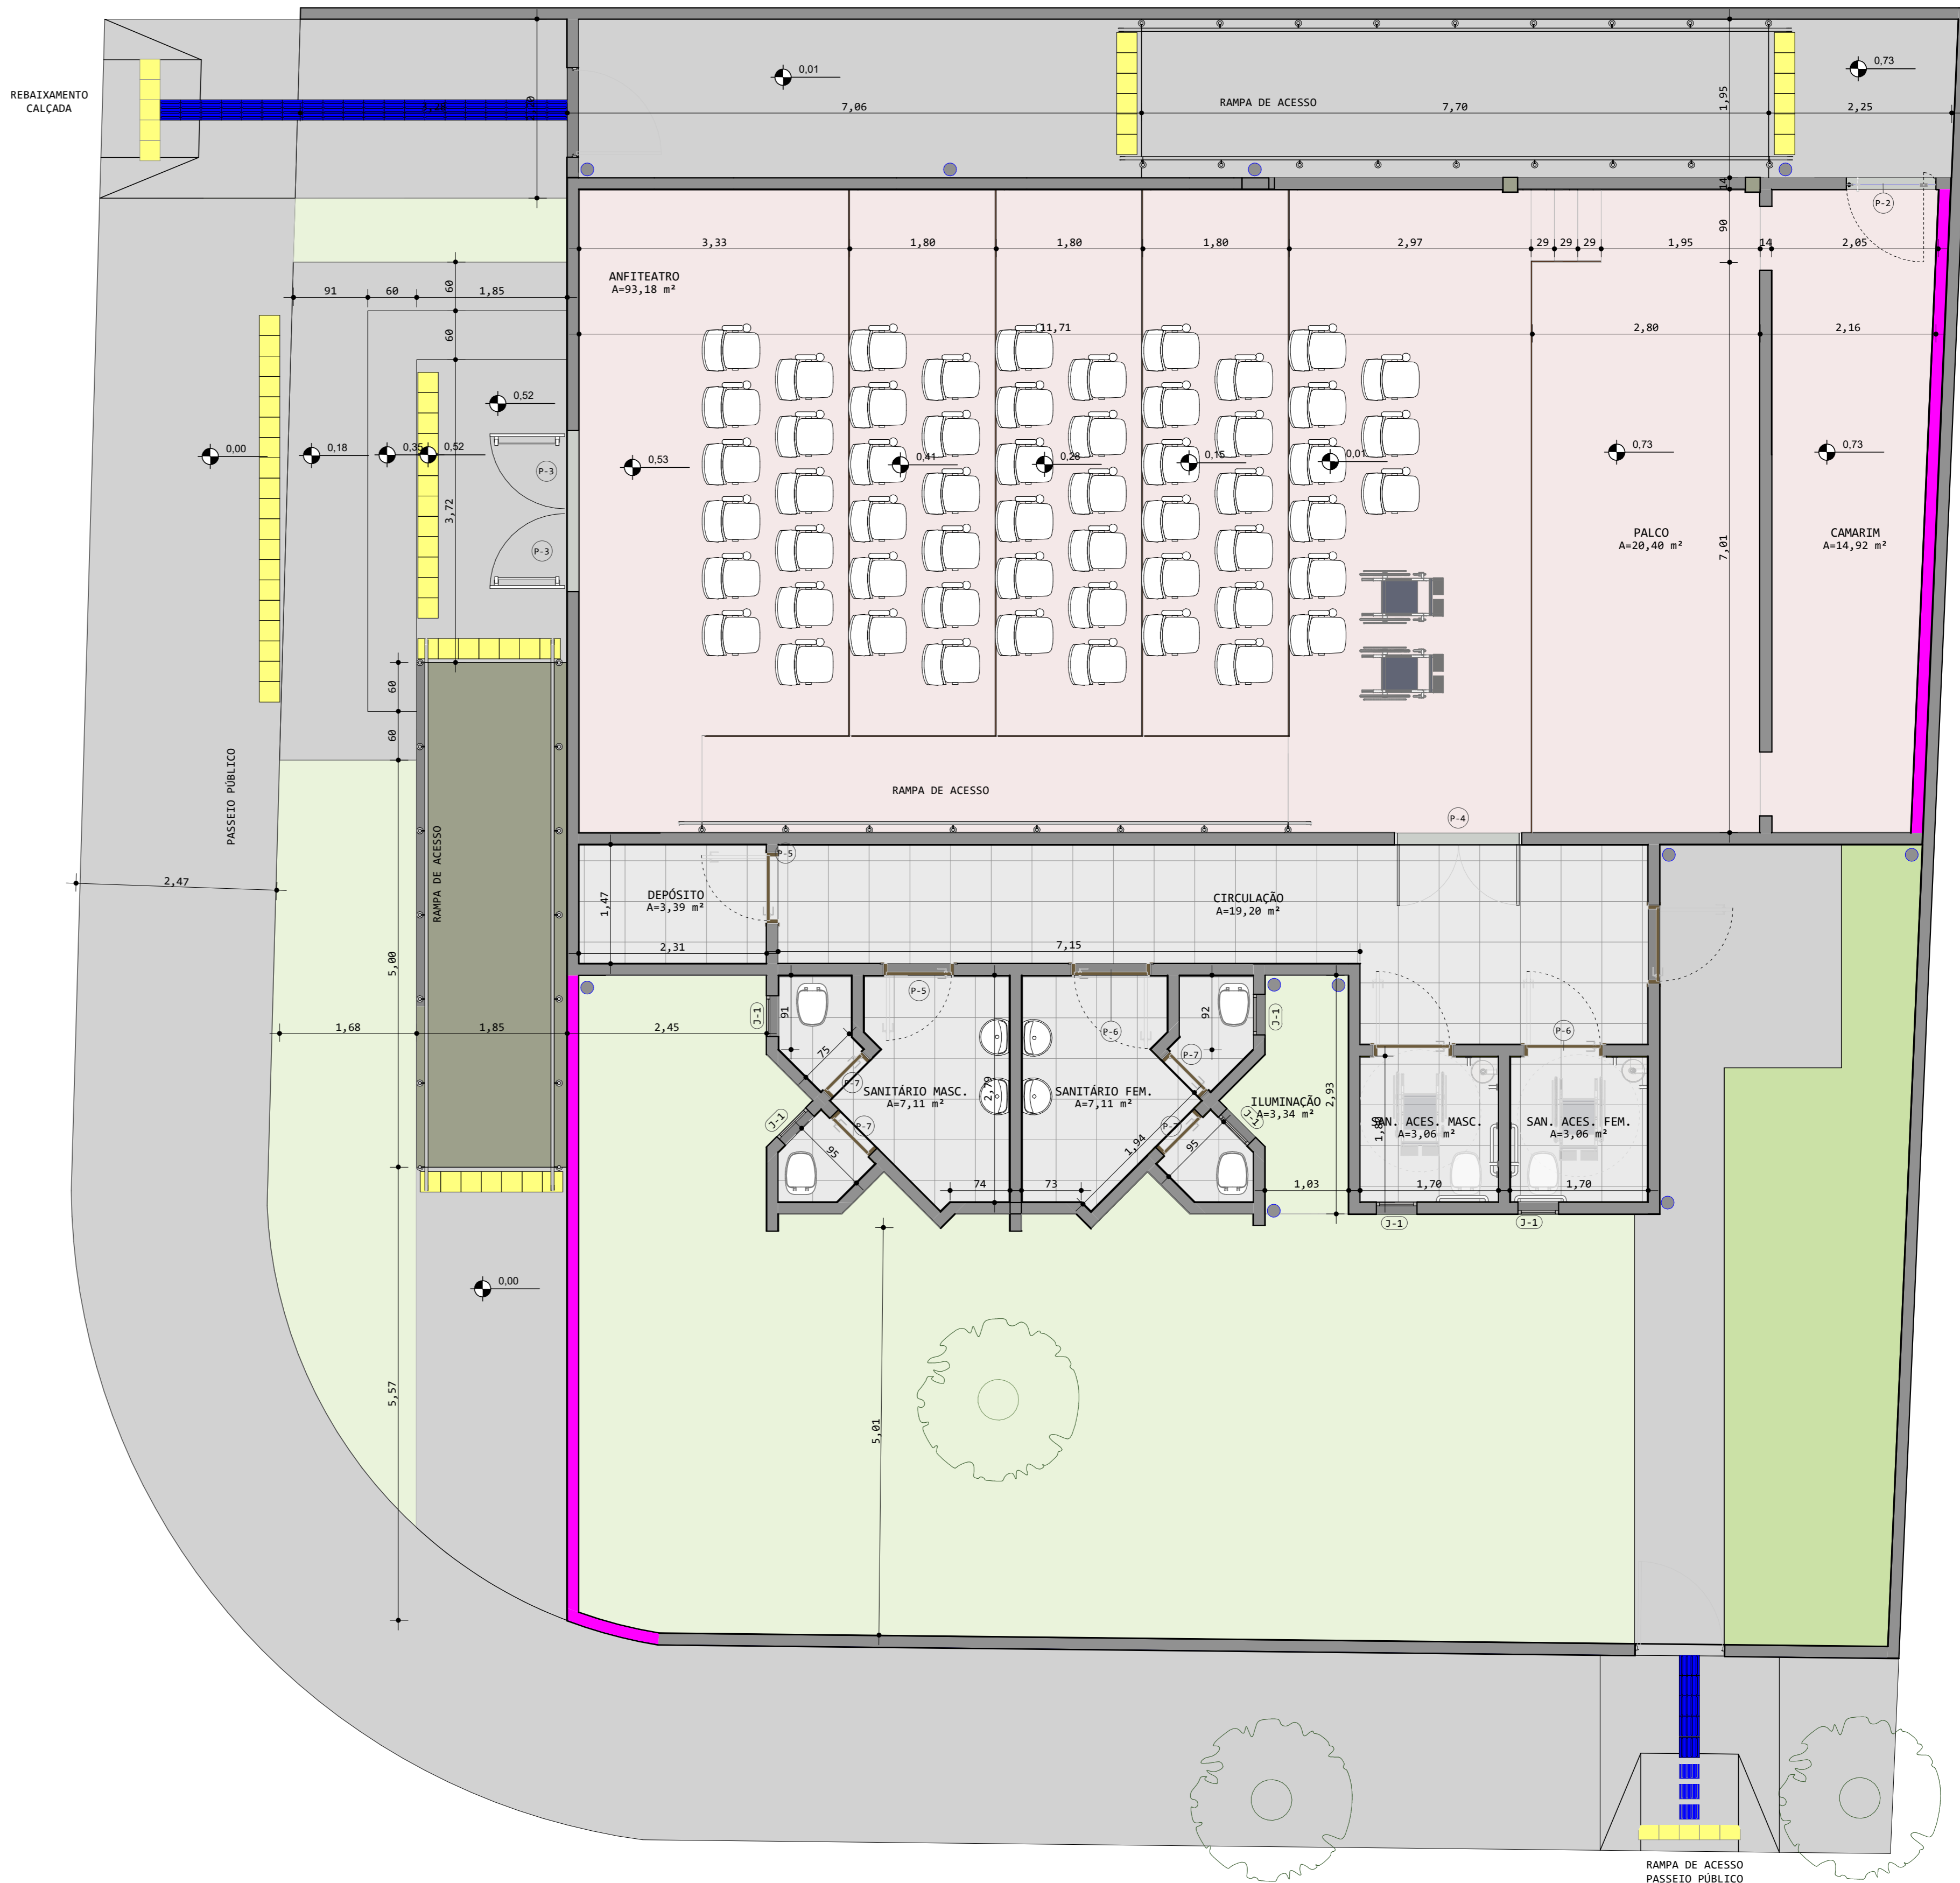 REBAIXAMENTO
CALÇADA
0,01
0,73
7,06
RAMPA DE ACESSO
7,70
1,95
2,25
14
P-2
90
3,33
1,80
1,80
1,80
2,97
29
29
29
1,95
14
2,05
ANFITEATRO
A=93,18 m²
91
60
1,85
60
60
11,71
2,80
2,16
0,52
0,00
0,18
0,35
0,52
P-3
3,72
P-3
0,53
0,41
0,28
0,15
0,01
0,73
0,73
PALCO
A=20,40 m²
7,01
CAMARIM
A=14,92 m²
60
60
PASSEIO PÚBLICO
RAMPA DE ACESSO
RAMPA DE ACESSO
P-4
P-5
2,47
1,47
DEPÓSITO
A=3,39 m²
CIRCULAÇÃO
A=19,20 m²
2,31
7,15
5,00
P-5
J-1
91
92
J-1
P-6
P-6
1,68
1,85
2,45
75
P-7
P-7
SANITÁRIO MASC.
A=7,11 m²
2,79
SANITÁRIO FEM.
A=7,11 m²
ILUMINAÇÃO
A=3,34 m²
2,93
J-1
P-7
P-7
J-1
SAN. ACES. MASC.
A=3,06 m²
SAN. ACES. FEM.
A=3,06 m²
95
1,94
95
74
73
1,03
1,70
1,70
J-1
J-1
0,00
5,57
5,01
RAMPA DE ACESSO
PASSEIO PÚBLICO